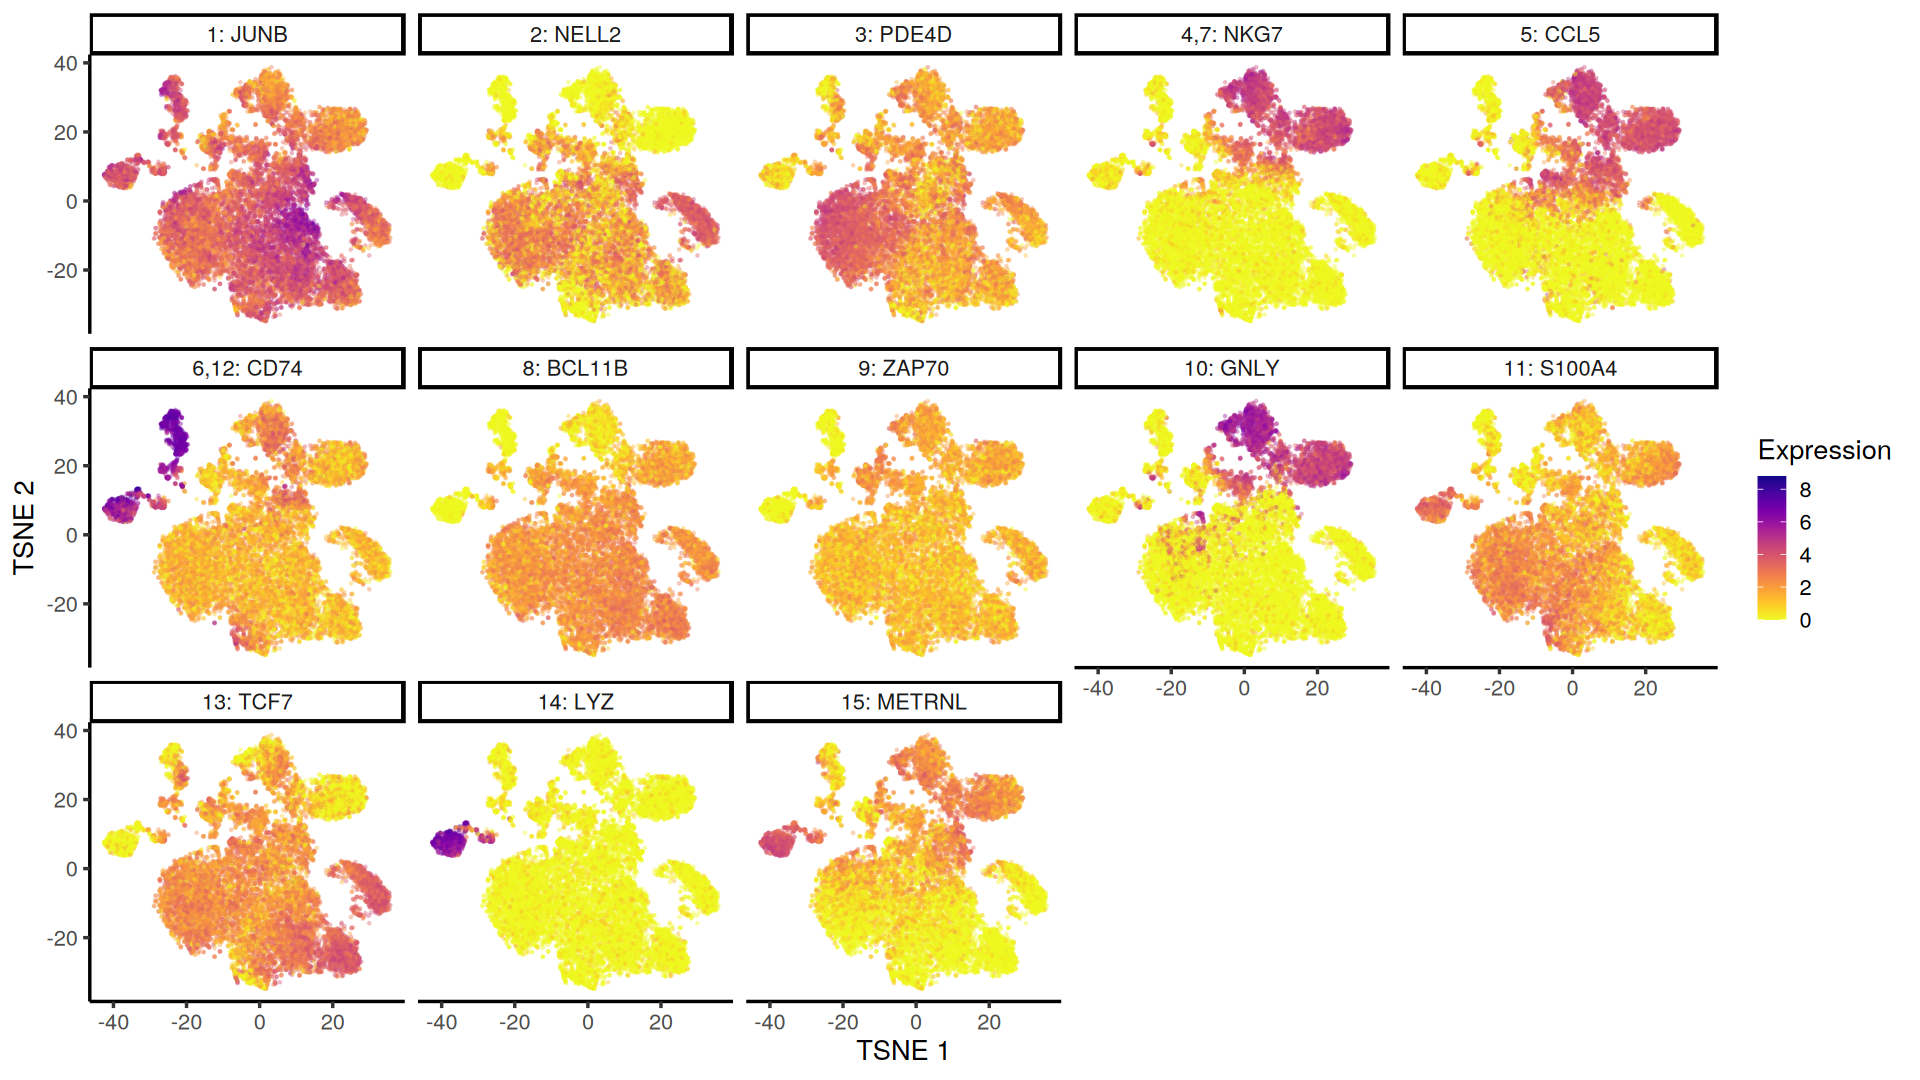 1: JUNB
2: NELL2
3: PDE4D
4,7: NKG7
5: CCL5
40
20
0
-20
6,12: CD74
8: BCL11B
9: ZAP70
10: GNLY
11: S100A4
40
20
0
-20
-40 -20 0 20
-40 -20 0 20
13: TCF7
14: LYZ
15: METRNL
40
20
0
-20
-40 -20 0 20
-40 -20 0 20
-40 -20 0 20
TSNE 1
TSNE 2
Expression
8
6
4
2
0